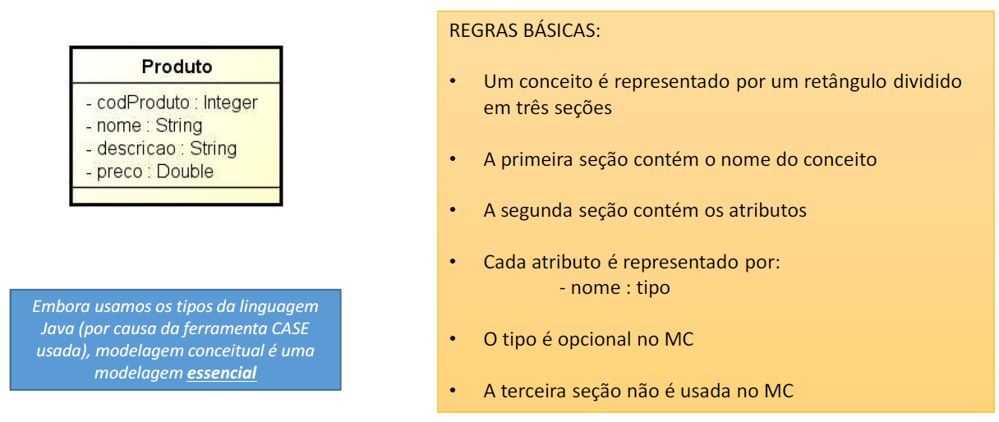 Produto
- codProduto : Integer
- nome : String
- descricao : String
- preco : Double
Embora usamos os tipos da linguagem
Java (por causa da ferramenta CASE
usada), modelagem conceitual é uma
modelagem essencial
REGRAS BÁSICAS:
• Um conceito é representado por um retângulo dividido
em três seções
• A primeira seção contém o nome do conceito
• A segunda seção contém os atributos
• Cada atributo é representado por:
- nome : tipo
• O tipo é opcional no MC
• A terceira seção não é usada no MC